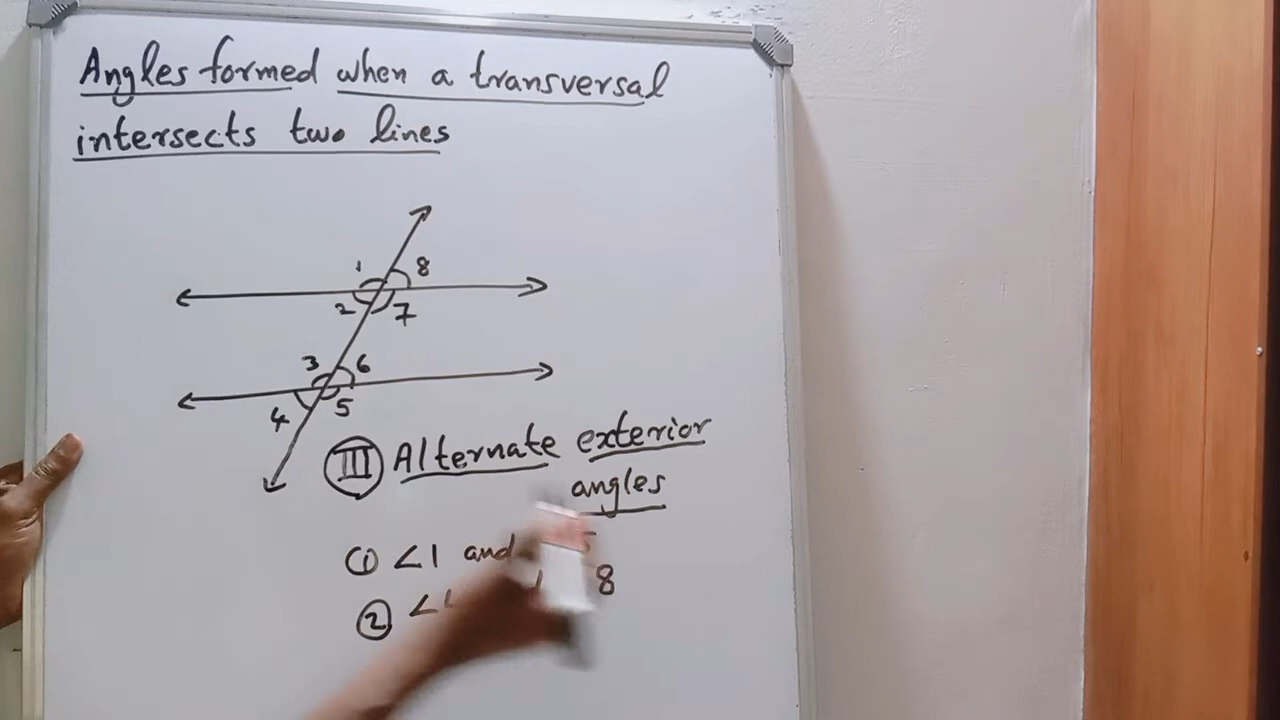 Angles formed when a transversal
intersects two lines
1 8
2 7
3 6
4 5
III Alternate exterior
angles
(1) ∠1 and
(2) ∠ 8